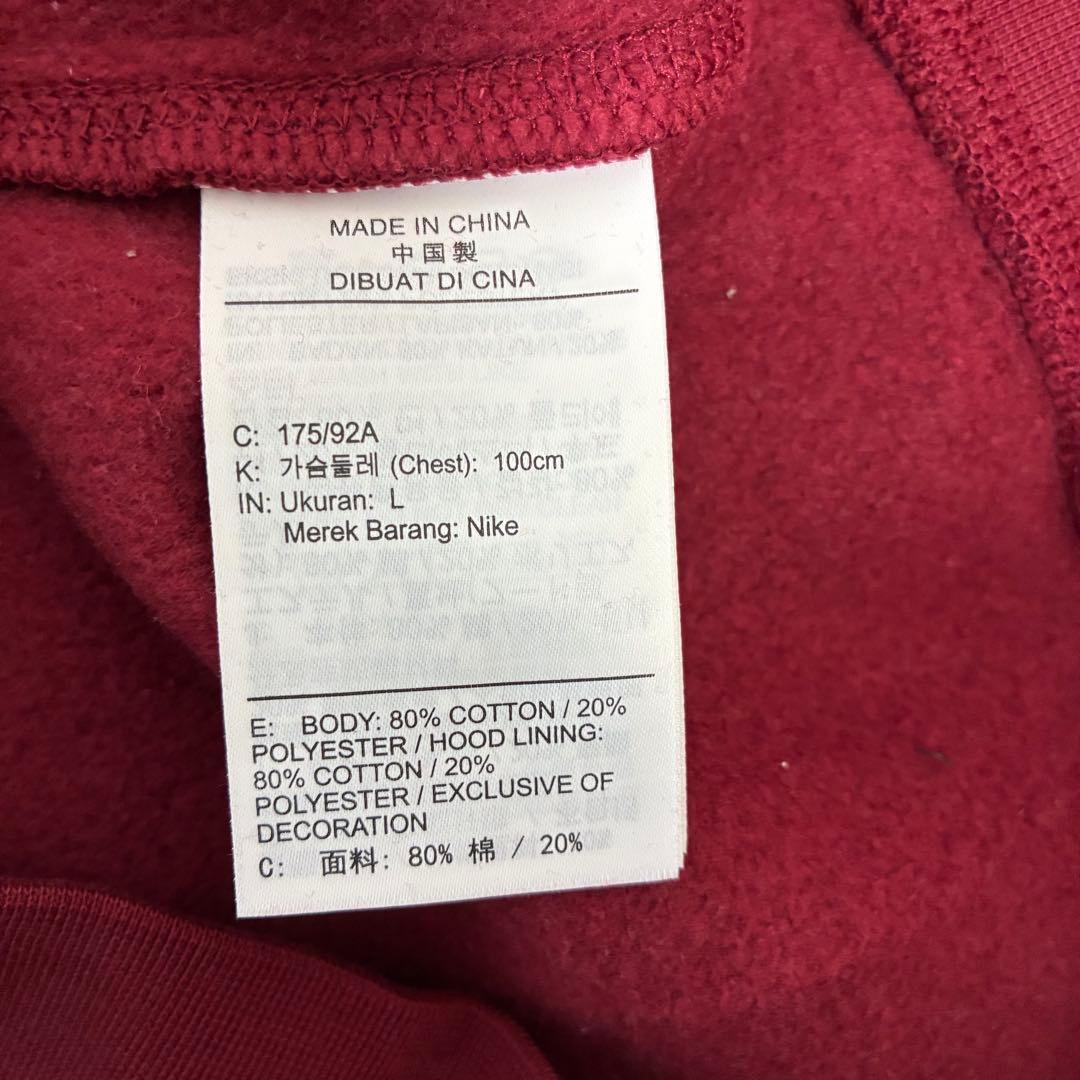 MADE IN CHINA
中国製
DIBUAT DI CINA
C: 175/92A
K: 가슴둘레 (Chest): 100cm
IN: Ukuran: L
Merek Barang: Nike
E: BODY: 80% COTTON / 20%
POLYESTER / HOOD LINING:
80% COTTON / 20%
POLYESTER / EXCLUSIVE OF
DECORATION
C: 面料: 80% 棉 / 20%